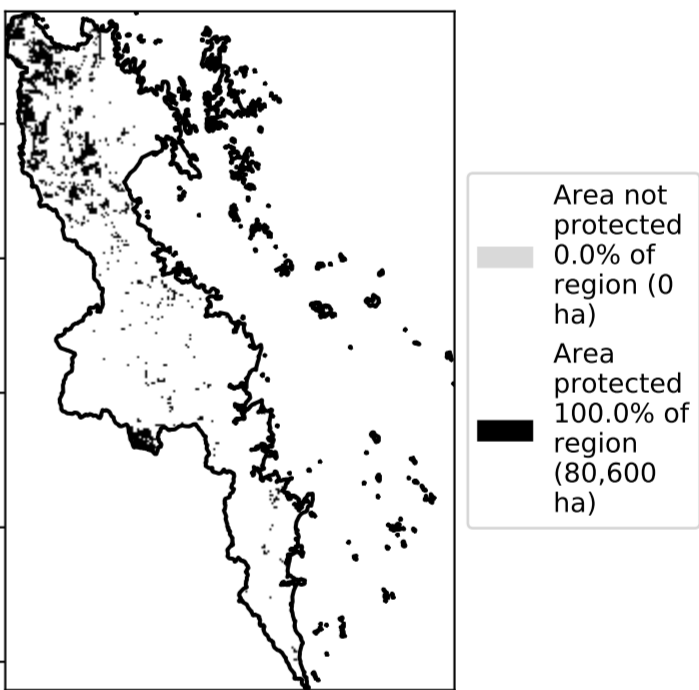 Area not
protected
0.0% of
region (0
ha)
Area
protected
100.0% of
region
(80,600
ha)